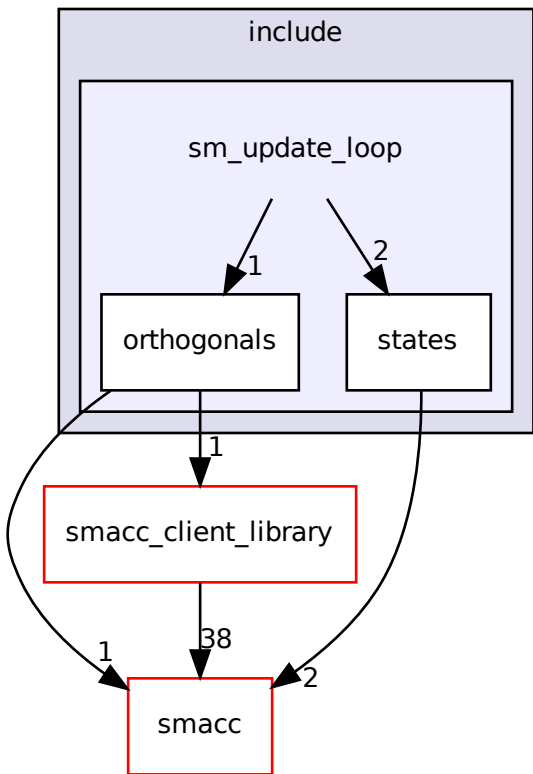 include
sm_update_loop
1
2
orthogonals
states
1
smacc_client_library
38
1
2
smacc